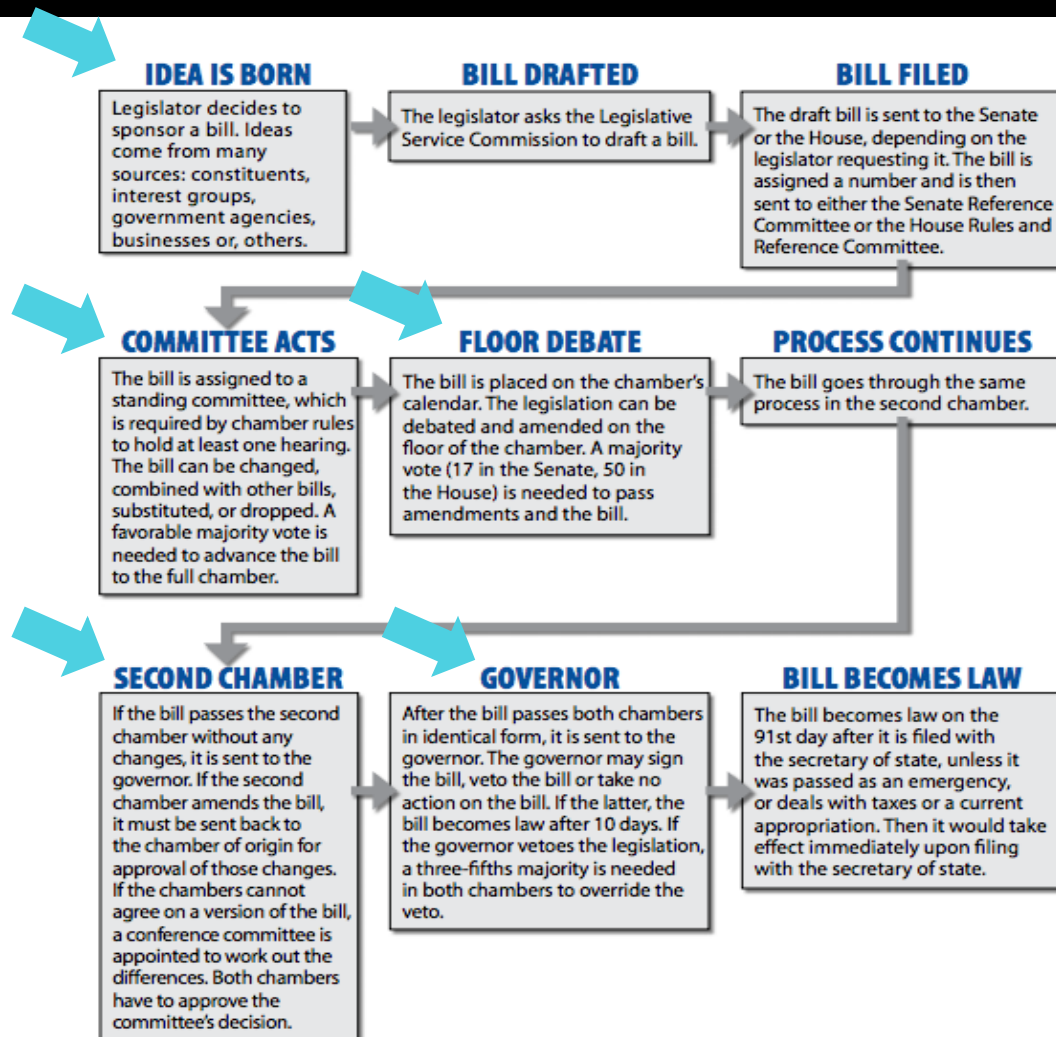 IDEA IS BORN
Legislator decides to
sponsor a bill. Ideas
come from many
sources: constituents,
interest groups,
government agencies,
businesses or, others.
BILL DRAFTED
The legislator asks the Legislative
Service Commission to draft a bill.
BILL FILED
The draft bill is sent to the Senate
or the House, depending on the
legislator requesting it. The bill is
assigned a number and is then
sent to either the Senate Reference
Committee or the House Rules and
Reference Committee.
COMMITTEE ACTS
The bill is assigned to a
standing committee, which
is required by chamber rules
to hold at least one hearing.
The bill can be changed,
combined with other bills,
substituted, or dropped. A
favorable majority vote is
needed to advance the bill
to the full chamber.
FLOOR DEBATE
The bill is placed on the chamber's
calendar. The legislation can be
debated and amended on the
floor of the chamber. A majority
vote (17 in the Senate, 50 in
the House) is needed to pass
amendments and the bill.
PROCESS CONTINUES
The bill goes through the same
process in the second chamber.
SECOND CHAMBER
If the bill passes the second
chamber without any
changes, it is sent to the
governor. If the second
chamber amends the bill,
it must be sent back to
the chamber of origin for
approval of those changes.
If the chambers cannot
agree on a version of the bill,
a conference committee is
appointed to work out the
differences. Both chambers
have to approve the
committee's decision.
GOVERNOR
After the bill passes both chambers
in identical form, it is sent to the
governor. The governor may sign
the bill, veto the bill or take no
action on the bill. If the latter, the
bill becomes law after 10 days. If
the governor vetoes the legislation,
a three-fifths majority is needed
in both chambers to override the
veto.
BILL BECOMES LAW
The bill becomes law on the
91st day after it is filed with
the secretary of state, unless it
was passed as an emergency,
or deals with taxes or a current
appropriation. Then it would take
effect immediately upon filing
with the secretary of state.